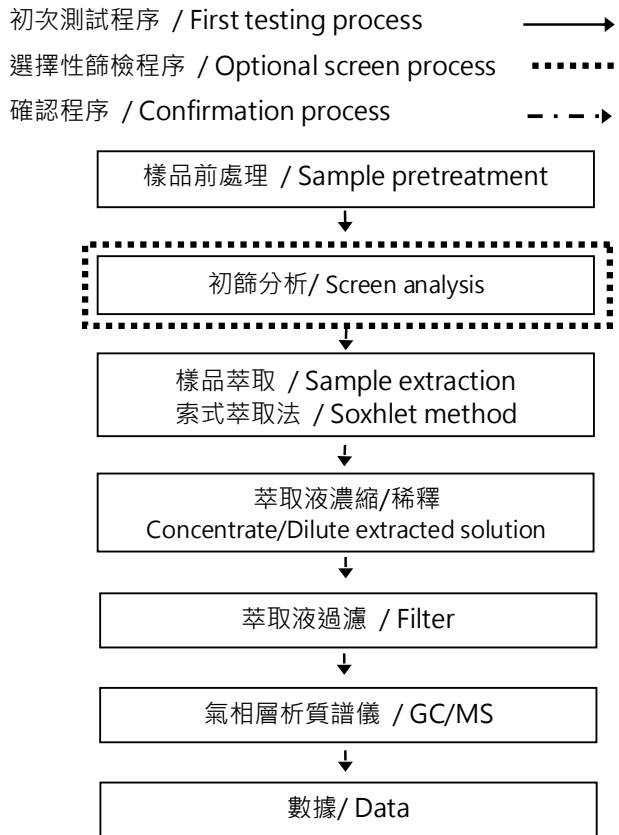 初次測試程序 / First testing process
選擇性篩檢程序 / Optional screen process
確認程序 / Confirmation process
樣品前處理 / Sample pretreatment
初篩分析/ Screen analysis
樣品萃取 / Sample extraction
索式萃取法 / Soxhlet method
萃取液濃縮/稀釋
Concentrate/Dilute extracted solution
萃取液過濾 / Filter
氣相層析質譜儀 / GC/MS
數據/ Data